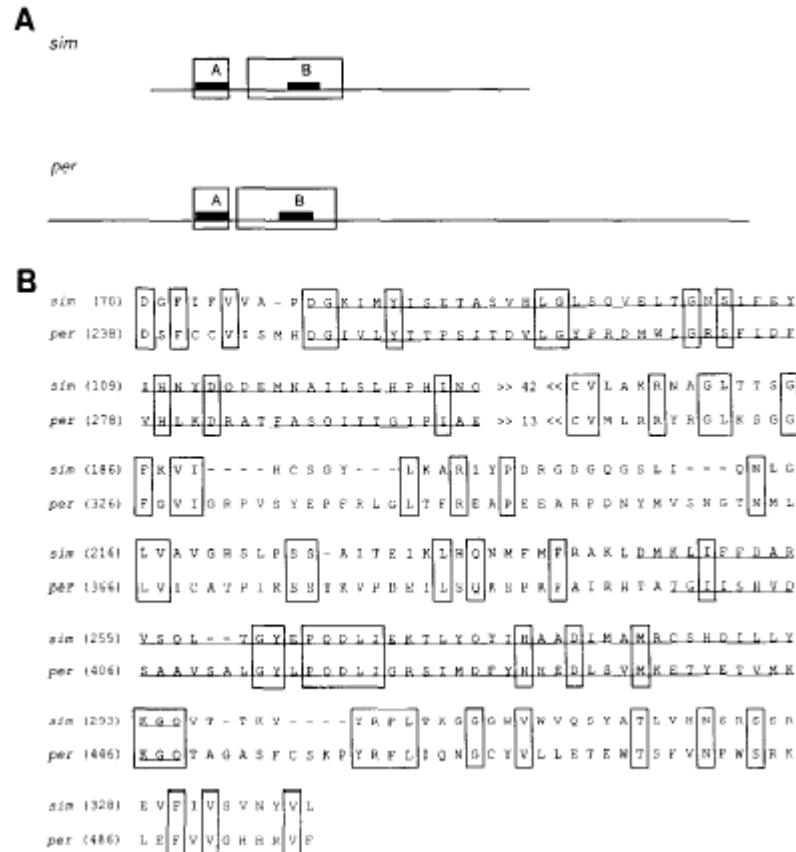 A
sim
A B
per
A B
B
sim (70) D G F I F V V A - P D G K I M Y I S E T A S V H L G L S Q V E L T G N S I F E Y
per (238) D S F C C V I S M H D G I V L Y T T P S I T D V L G Y P R D M W L G R S F I D F
sim (109) I H N Y D Q D E M N A I L S L H P H I N Q >> 42 << C V L A K R N A G L T T S G
per (278) V H L K D R A T F A S Q I T T G I P I A E >> 13 << C V M L R R Y R G L K S G G
sim (186) F K V I - - - - H C S G Y - - L K A R I Y P D R G D G Q G S L I - - - Q N L G
per (326) F G V I G R P V S Y E P F R L G L T F R E A P E E A R P D N Y M V S N G T N M L
sim (216) L V A V G H S L P S S - A I T E I K L H Q N M F M F R A K L D M K L I F F D A R
per (366) L V I C A T P I K S S Y K V P D E I L S Q K S P K F A I R H T A T G I I S H V D
sim (255) V S Q L - - T G Y E P Q D L I E K T L Y Q Y I H A A D I M A M R C S H D I L L Y
per (406) S A A V S A L G Y L P Q D L I G R S I M D F Y H H E D L S V M K E T Y E T V M K
sim (293) K G Q V T - T K Y - - - - Y R F L T K G G G W V W V Q S Y A T L V H N S R S S R
per (446) K G Q T A G A S F C S K P Y R F L I Q N G C Y V L L E T E W T S F V N P W S R K
sim (328) E V F I V S V N Y V L
per (486) L E F V V G H H R V F